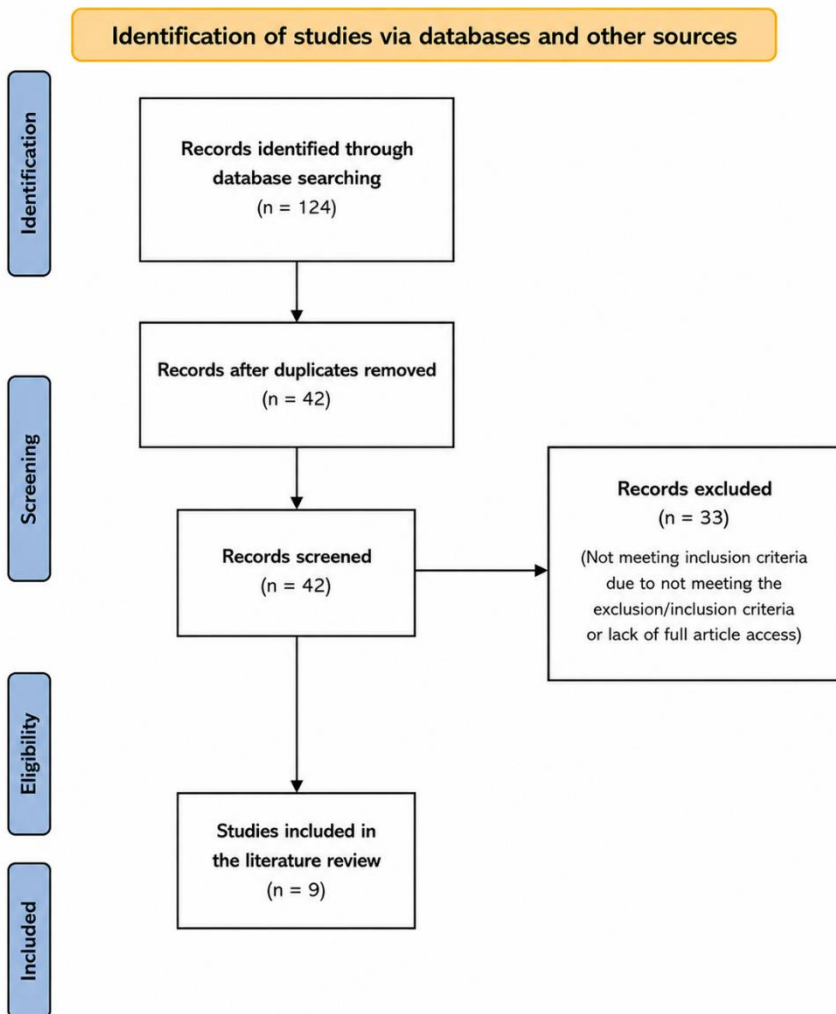 Identification of studies via databases and other sources
Identification
Records identified through
database searching
(n = 124)
Screening
Records after duplicates removed
(n = 42)
Records screened
(n = 42)
Records excluded
(n = 33)
(Not meeting inclusion criteria
due to not meeting the
exclusion/inclusion criteria
or lack of full article access)
Eligibility
Studies included in
the literature review
(n = 9)
Included